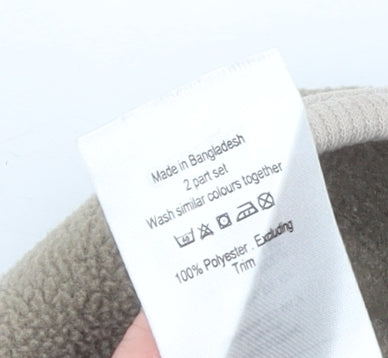 Made in Bangladesh
2 part set
Wash similar colours together
100% Polyester . Excluding
Trim